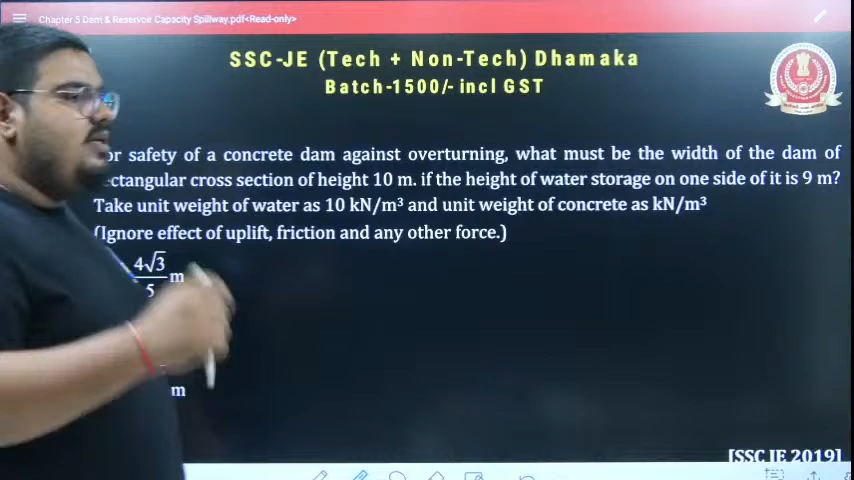 Chapter 5 Dam & Reservoir Capacity Spillway.pdf<Read-only>
SSC-JE (Tech + Non-Tech) Dhamaka
Batch-1500/- incl GST
or safety of a concrete dam against overturning, what must be the width of the dam of
ectangular cross section of height 10 m. if the height of water storage on one side of it is 9 m?
Take unit weight of water as 10 kN/m³ and unit weight of concrete as kN/m³
(Ignore effect of uplift, friction and any other force.)
4√3/5 m
m
[SSC JE 2019]